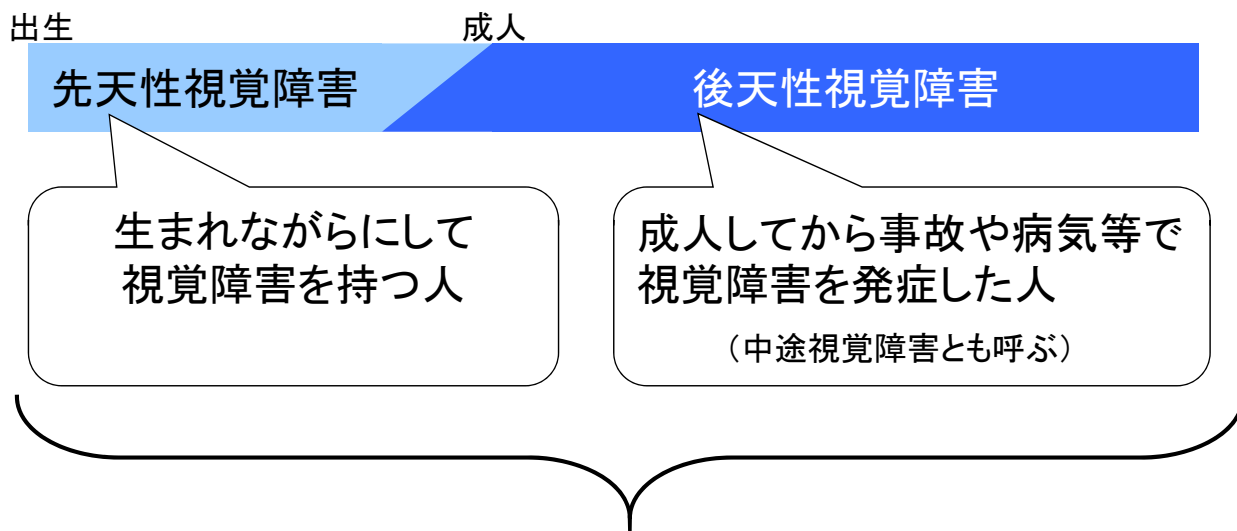 出生
成人
先天性視覚障害
後天性視覚障害
生まれながらにして
視覚障害を持つ人
成人してから事故や病気等で
視覚障害を発症した人
（中途視覚障害とも呼ぶ）